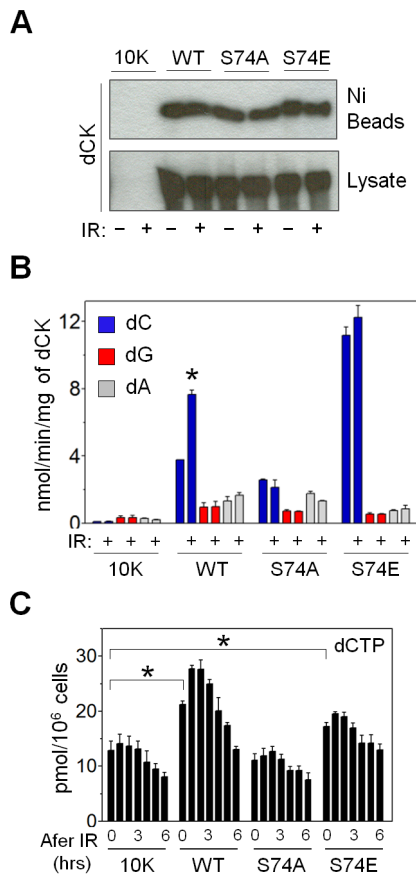 A
10K WT S74A S74E
dCK
Ni
Beads
Lysate
IR: – + – + – + – +
B
nmol/min/mg of dCK
12
8
4
0
dC
dG
dA
*
IR: + + + + + + + + + + + +
10K WT S74A S74E
C
pmol/10⁶ cells
30
20
10
0
dCTP
*
*
Afer IR
(hrs)
0 3 6 0 3 6 0 3 6 0 3 6
10K WT S74A S74E